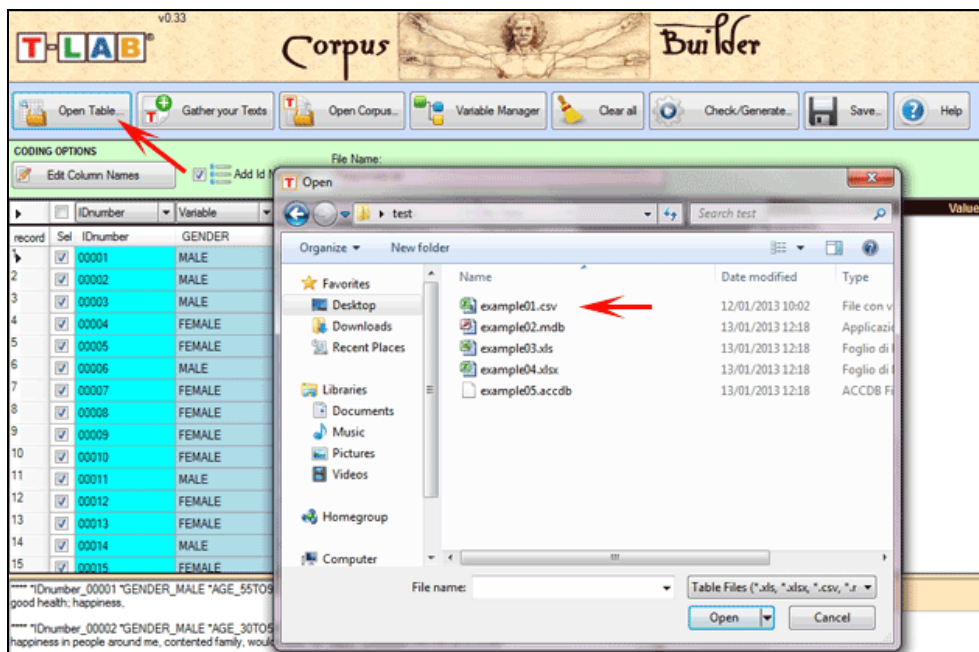 v0.33
T-LAB®
Corpus Builder
Open Table...
Gather your Texts
Open Corpus...
Variable Manager
Clear all
Check/Generate...
Save...
Help
CODING OPTIONS
Edit Column Names
Add Id
File Name:
IDnumber
Variable
Value
record Sel IDnumber GENDER
00001 MALE
2 00002 MALE
3 00003 MALE
4 00004 FEMALE
5 00005 FEMALE
6 00006 MALE
7 00007 FEMALE
8 00008 FEMALE
9 00009 FEMALE
10 00010 FEMALE
11 00011 MALE
12 00012 FEMALE
13 00013 FEMALE
14 00014 MALE
15 00015 FEMALE
**** *IDnumber_00001 *GENDER_MALE *AGE_55TO9
good health; happiness,
**** *IDnumber_00002 *GENDER_MALE *AGE_30TO5
happiness in people around me, contented family, would
T Open
test
Search test
Organize
New folder
Favorites
Desktop
Downloads
Recent Places
Libraries
Documents
Music
Pictures
Videos
Homegroup
Computer
Name Date modified Type
example01.csv 12/01/2013 10:02 File con v
example02.mdb 13/01/2013 12:18 Applicazi
example03.xls 13/01/2013 12:18 Foglio di
example04.xlsx 13/01/2013 12:18 Foglio di
example05.accdb 13/01/2013 12:18 ACCDB Fi
File name:
Table Files (*.xls, *.xlsx, *.csv, *.r
Open
Cancel